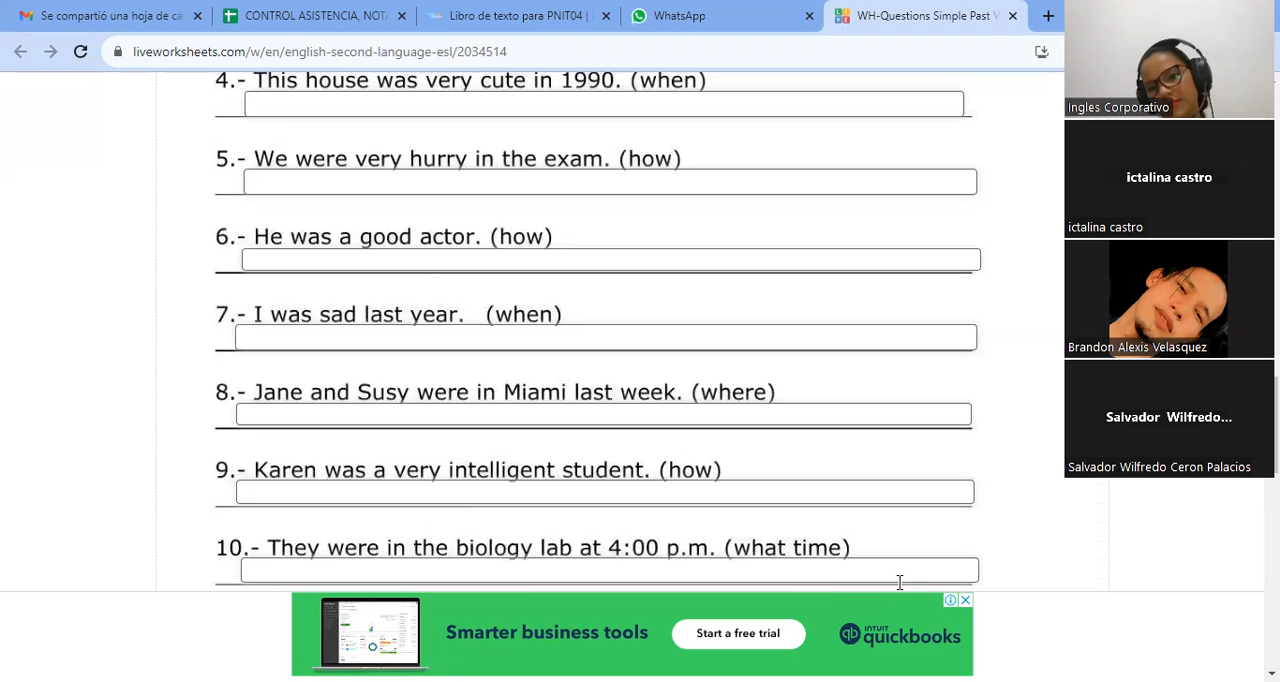 Se compartió una hoja de ca
CONTROL ASISTENCIA, NOTA
Libro de texto para PNIT04 |
WhatsApp
WH-Questions Simple Past V
liveworksheets.com/w/en/english-second-language-esl/2034514
4.- This house was very cute in 1990. (when)
5.- We were very hurry in the exam. (how)
6.- He was a good actor. (how)
7.- I was sad last year. (when)
8.- Jane and Susy were in Miami last week. (where)
9.- Karen was a very intelligent student. (how)
10.- They were in the biology lab at 4:00 p.m. (what time)
Smarter business tools
Start a free trial
qb INTUIT quickbooks
Ingles Corporativo
ictalina castro
ictalina castro
Brandon Alexis Velasquez
Salvador Wilfredo...
Salvador Wilfredo Ceron Palacios